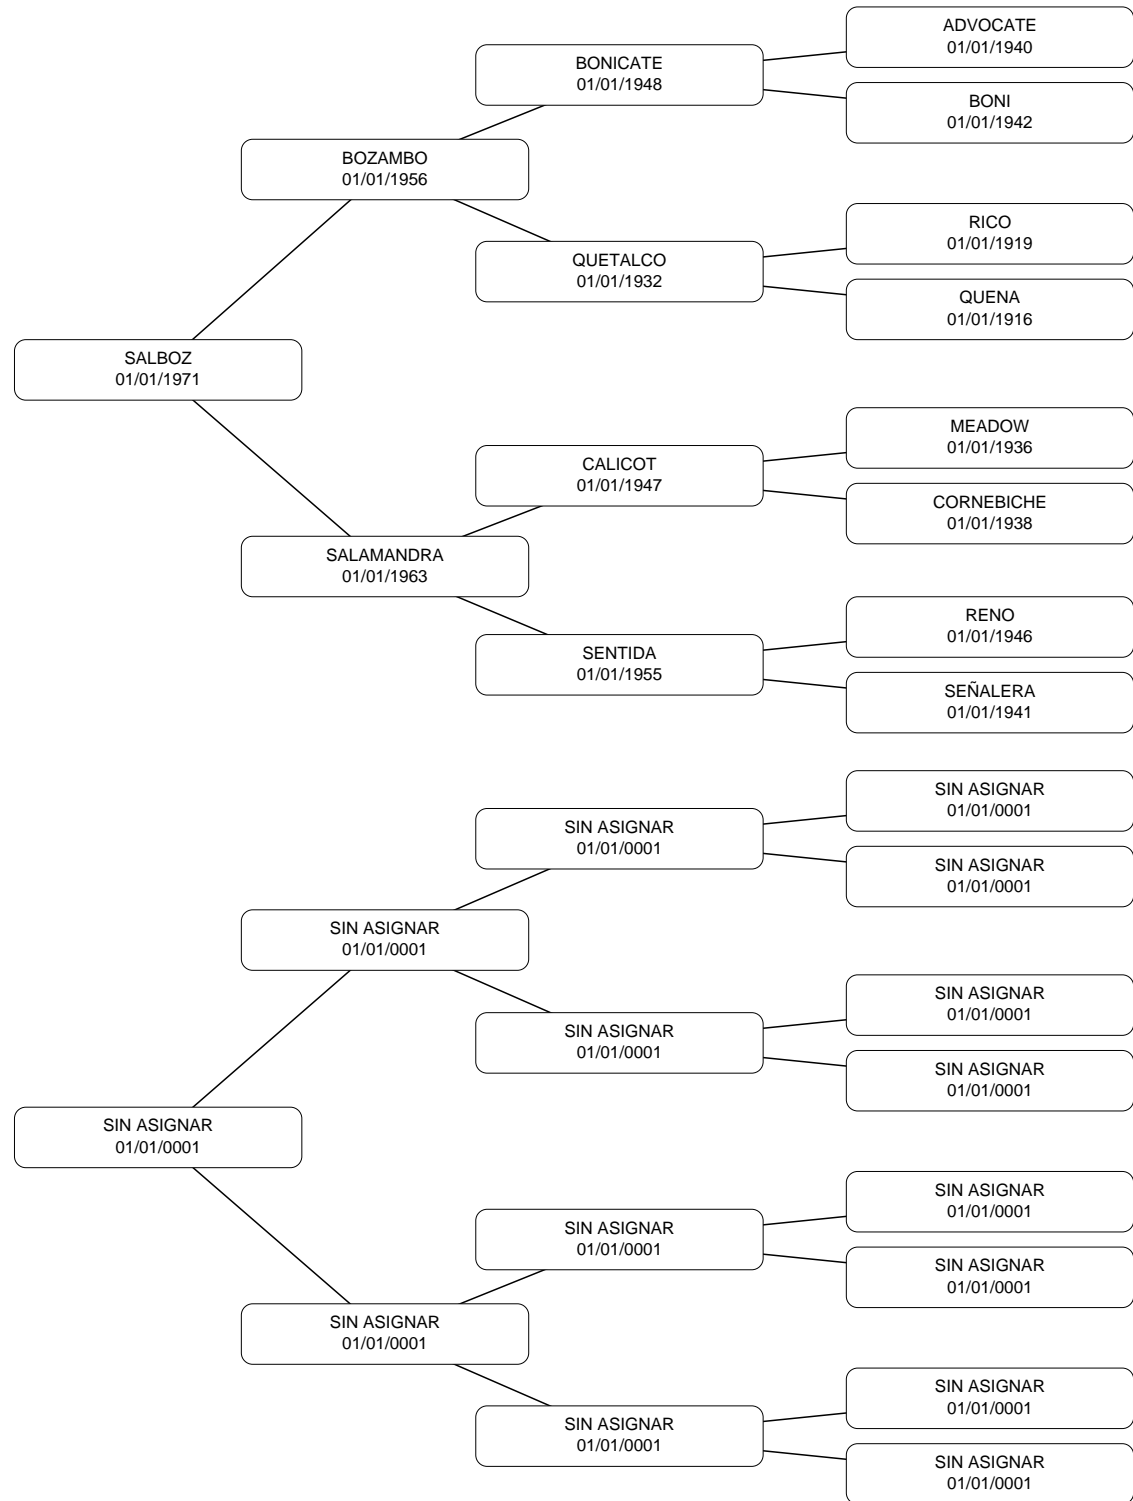 ADVOCATE
01/01/1940
BONICATE
01/01/1948
BONI
01/01/1942
BOZAMBO
01/01/1956
RICO
01/01/1919
QUETALCO
01/01/1932
QUENA
01/01/1916
SALBOZ
01/01/1971
MEADOW
01/01/1936
CALICOT
01/01/1947
CORNEBICHE
01/01/1938
SALAMANDRA
01/01/1963
RENO
01/01/1946
SENTIDA
01/01/1955
SEÑALERA
01/01/1941
SIN ASIGNAR
01/01/0001
SIN ASIGNAR
01/01/0001
SIN ASIGNAR
01/01/0001
SIN ASIGNAR
01/01/0001
SIN ASIGNAR
01/01/0001
SIN ASIGNAR
01/01/0001
SIN ASIGNAR
01/01/0001
SIN ASIGNAR
01/01/0001
SIN ASIGNAR
01/01/0001
SIN ASIGNAR
01/01/0001
SIN ASIGNAR
01/01/0001
SIN ASIGNAR
01/01/0001
SIN ASIGNAR
01/01/0001
SIN ASIGNAR
01/01/0001
SIN ASIGNAR
01/01/0001